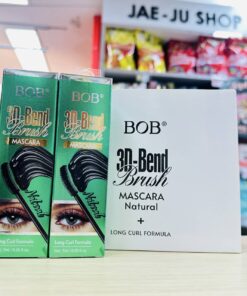 JAE-JU SHOP
BOB®
3D-Bend
Brush
MASCARA
Long Curl Formula
BOB®
3D-Bend
Brush
MASCARA
Long Curl Formula
BOB®
3D-Bend
Brush
MASCARA
Natural
+
LONG CURL FORMULA